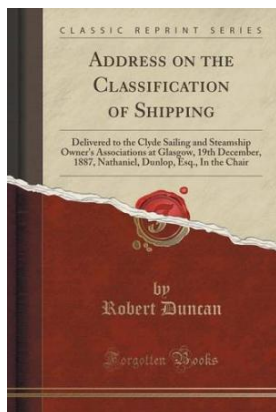 CLASSIC REPRINT SERIES
ADDRESS ON THE
CLASSIFICATION
OF SHIPPING
Delivered to the Clyde Sailing and Steamship
Owner's Associations at Glasgow, 19th December,
1887, Nathaniel, Dunlop, Esq., In the Chair
by
Robert Duncan
Forgotten Books